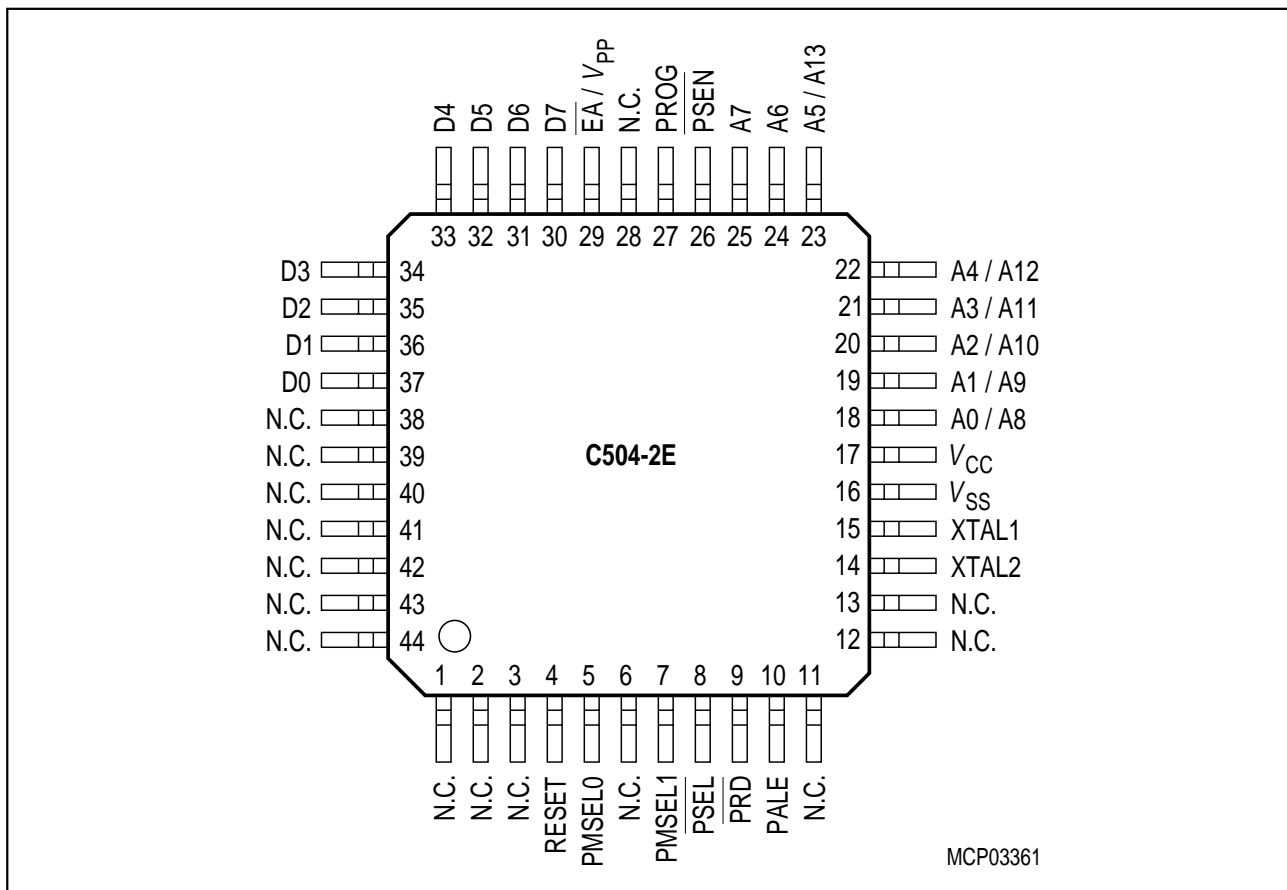 D4
D5
D6
D7
EA / VPP
N.C.
PROG
PSEN
A7
A6
A5 / A13
33 32 31 30 29 28 27 26 25 24 23
D3 34
D2 35
D1 36
D0 37
N.C. 38
N.C. 39
N.C. 40
N.C. 41
N.C. 42
N.C. 43
N.C. 44
C504-2E
22 A4 / A12
21 A3 / A11
20 A2 / A10
19 A1 / A9
18 A0 / A8
17 VCC
16 VSS
15 XTAL1
14 XTAL2
13 N.C.
12 N.C.
1 2 3 4 5 6 7 8 9 10 11
N.C.
N.C.
N.C.
RESET
PMSEL0
N.C.
PMSEL1
PSEL
PRD
PALE
N.C.
MCP03361